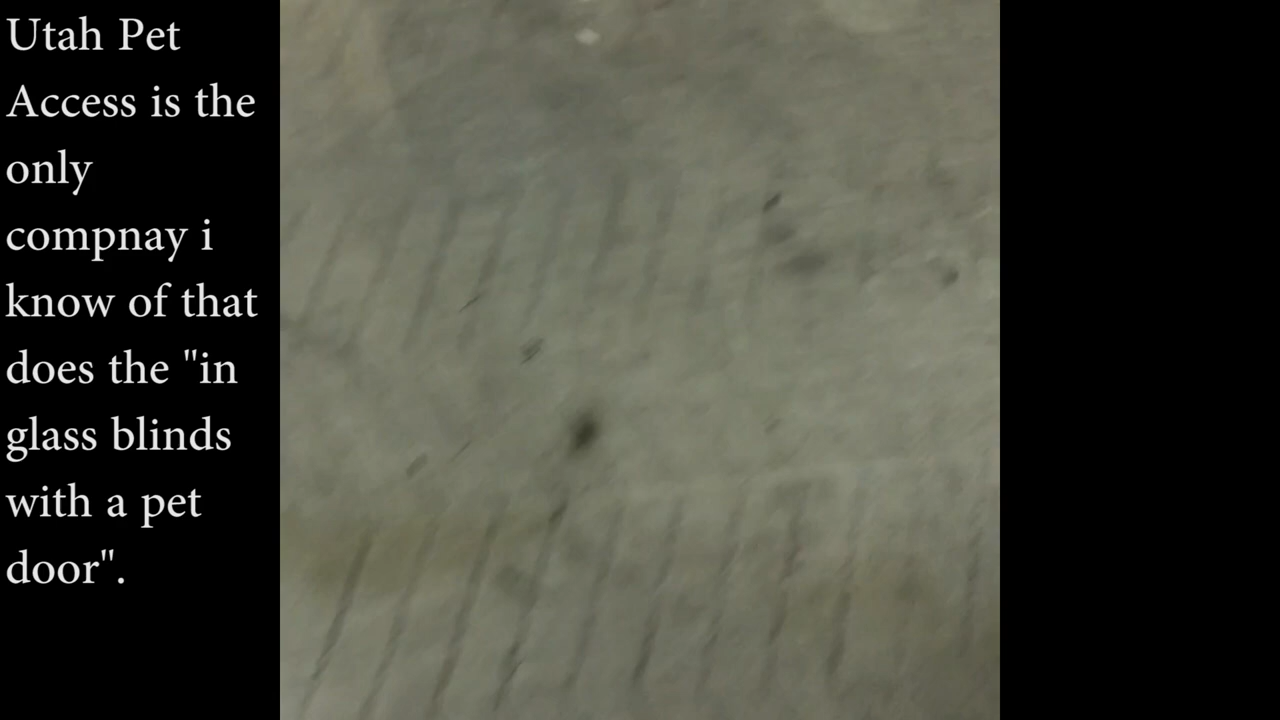 Utah Pet
Access is the
only
compnay i
know of that
does the "in
glass blinds
with a pet
door".